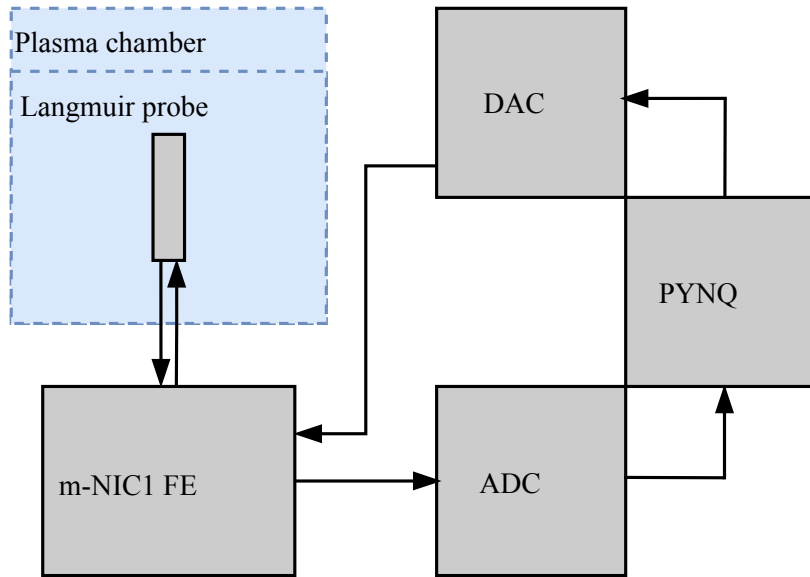 Plasma chamber
Langmuir probe
DAC
PYNQ
m-NIC1 FE
ADC